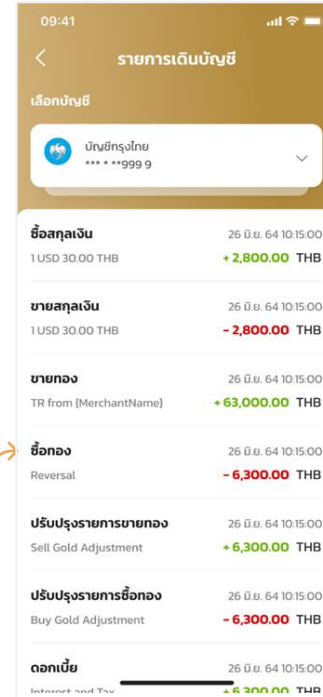 09:41
รายการเดินบัญชี
เลือกบัญชี
บัญชีกรุงไทย
*** * **999 9
ซื้อสกุลเงิน 26 มิ.ย. 64 10:15:00
1 USD 30.00 THB + 2,800.00 THB
ขายสกุลเงิน 26 มิ.ย. 64 10:15:00
1 USD 30.00 THB - 2,800.00 THB
ขายทอง 26 มิ.ย. 64 10:15:00
TR from {MerchantName} + 63,000.00 THB
ซื้อทอง 26 มิ.ย. 64 10:15:00
Reversal - 6,300.00 THB
ปรับปรุงรายการขายทอง 26 มิ.ย. 64 10:15:00
Sell Gold Adjustment + 6,300.00 THB
ปรับปรุงรายการซื้อทอง 26 มิ.ย. 64 10:15:00
Buy Gold Adjustment - 6,300.00 THB
ดอกเบี้ย 26 มิ.ย. 64 10:15:00
Interest and Tax + 6,300.00 THB